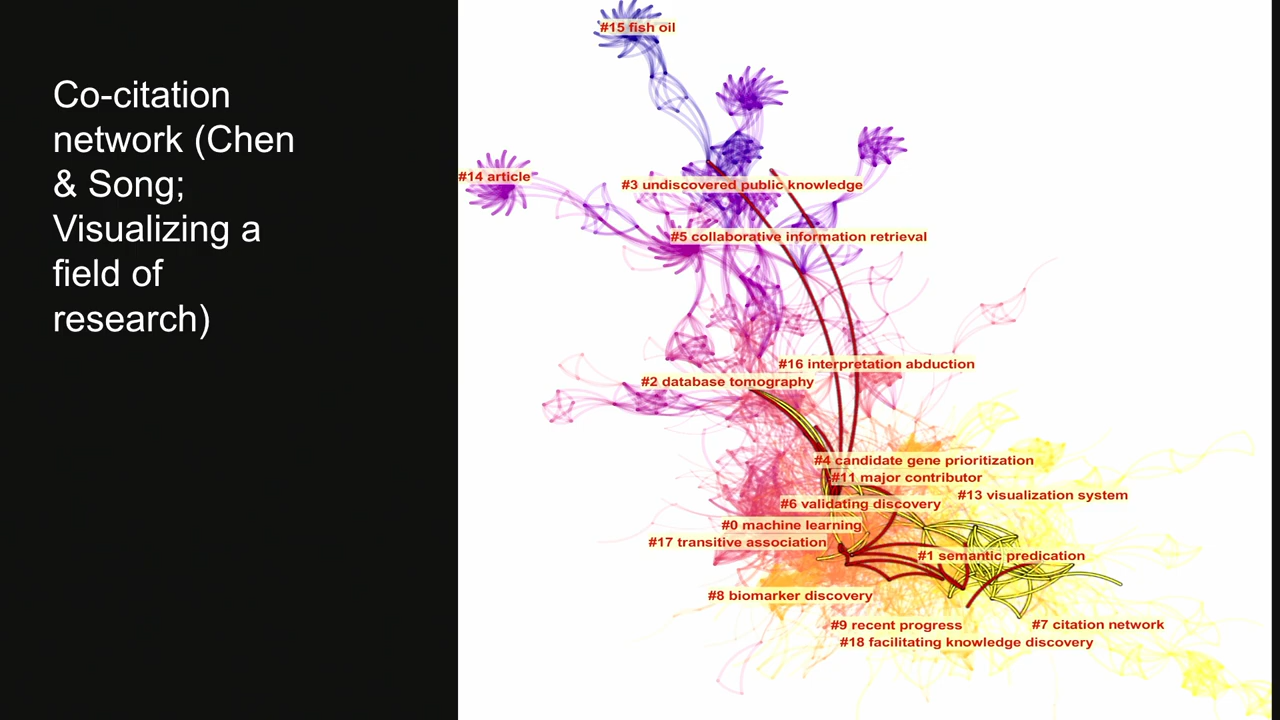 Co-citation
network (Chen
& Song;
Visualizing a
field of
research)
#15 fish oil
#14 article
#3 undiscovered public knowledge
#5 collaborative information retrieval
#16 interpretation abduction
#2 database tomography
#4 candidate gene prioritization
#11 major contributor
#13 visualization system
#6 validating discovery
#0 machine learning
#17 transitive association
#1 semantic predication
#8 biomarker discovery
#9 recent progress
#7 citation network
#18 facilitating knowledge discovery